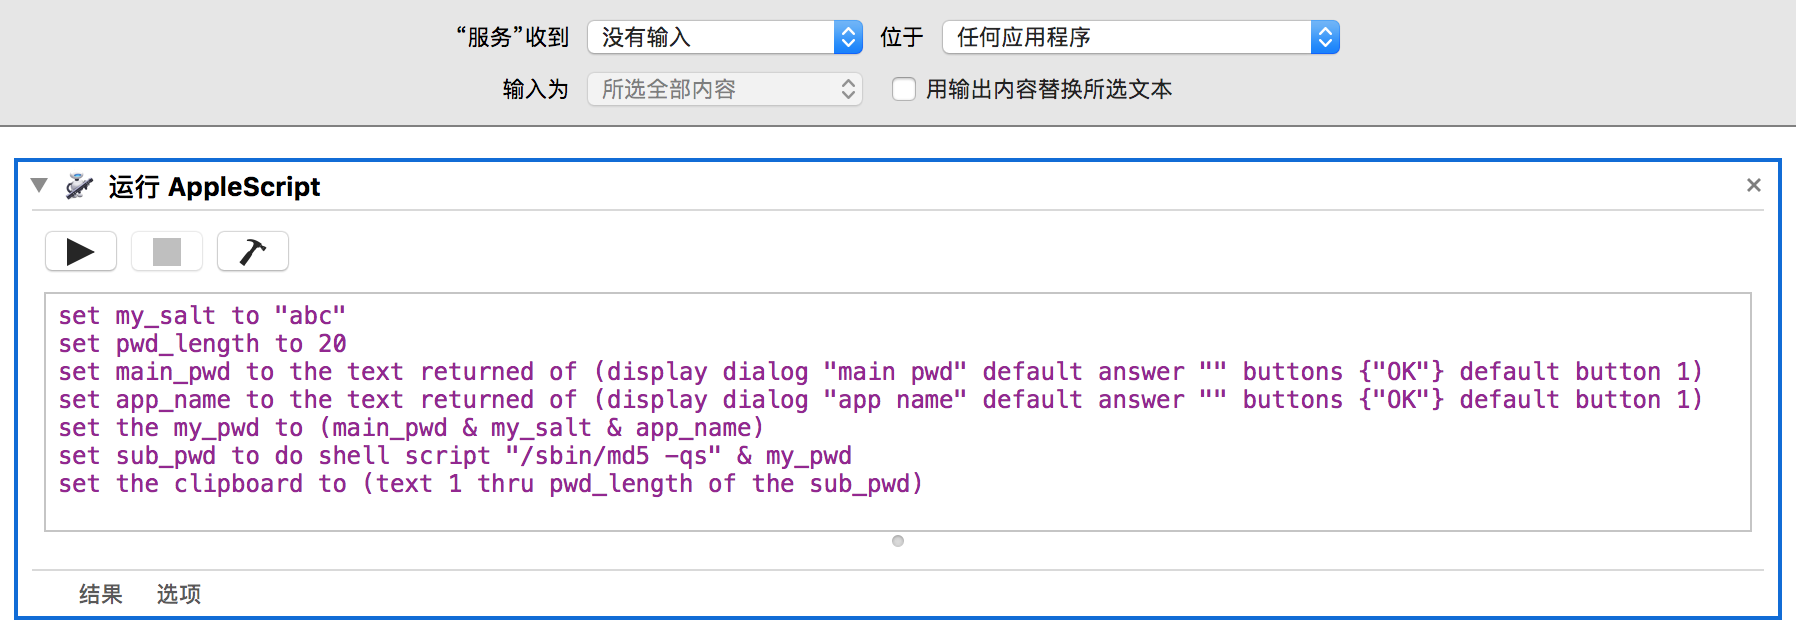 “服务”收到 没有输入 位于 任何应用程序
输入为 所选全部内容 用输出内容替换所选文本
运行 AppleScript
set my_salt to "abc"
set pwd_length to 20
set main_pwd to the text returned of (display dialog "main pwd" default answer "" buttons {"OK"} default button 1)
set app_name to the text returned of (display dialog "app name" default answer "" buttons {"OK"} default button 1)
set the my_pwd to (main_pwd & my_salt & app_name)
set sub_pwd to do shell script "/sbin/md5 -qs" & my_pwd
set the clipboard to (text 1 thru pwd_length of the sub_pwd)
结果 选项